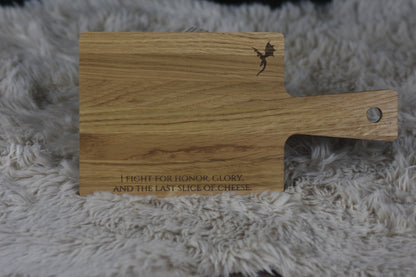 I fight for honor, glory,
and the last slice of cheese.